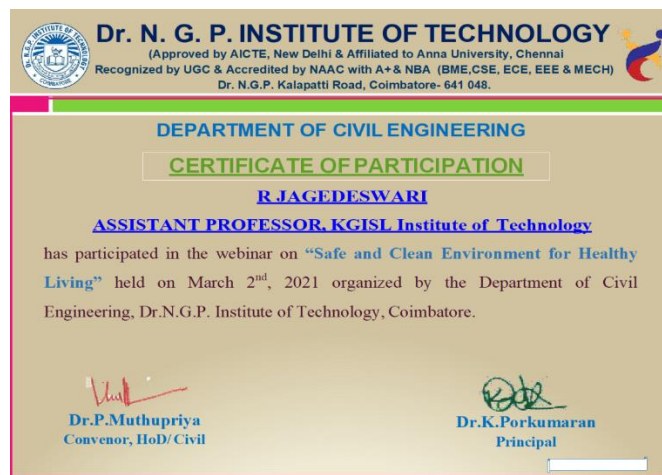 Dr. N. G. P. INSTITUTE OF TECHNOLOGY
(Approved by AICTE, New Delhi & Affiliated to Anna University, Chennai
Recognized by UGC & Accredited by NAAC with A+& NBA (BME,CSE, ECE, EEE & MECH)
Dr. N.G.P. Kalapatti Road, Coimbatore- 641 048.
DEPARTMENT OF CIVIL ENGINEERING
CERTIFICATE OF PARTICIPATION
R JAGEDESWARI
ASSISTANT PROFESSOR, KGISL Institute of Technology
has participated in the webinar on “Safe and Clean Environment for Healthy
Living” held on March 2nd, 2021 organized by the Department of Civil
Engineering, Dr.N.G.P. Institute of Technology, Coimbatore.
Dr.P.Muthupriya
Convenor, HoD/ Civil
Dr.K.Porkumaran
Principal